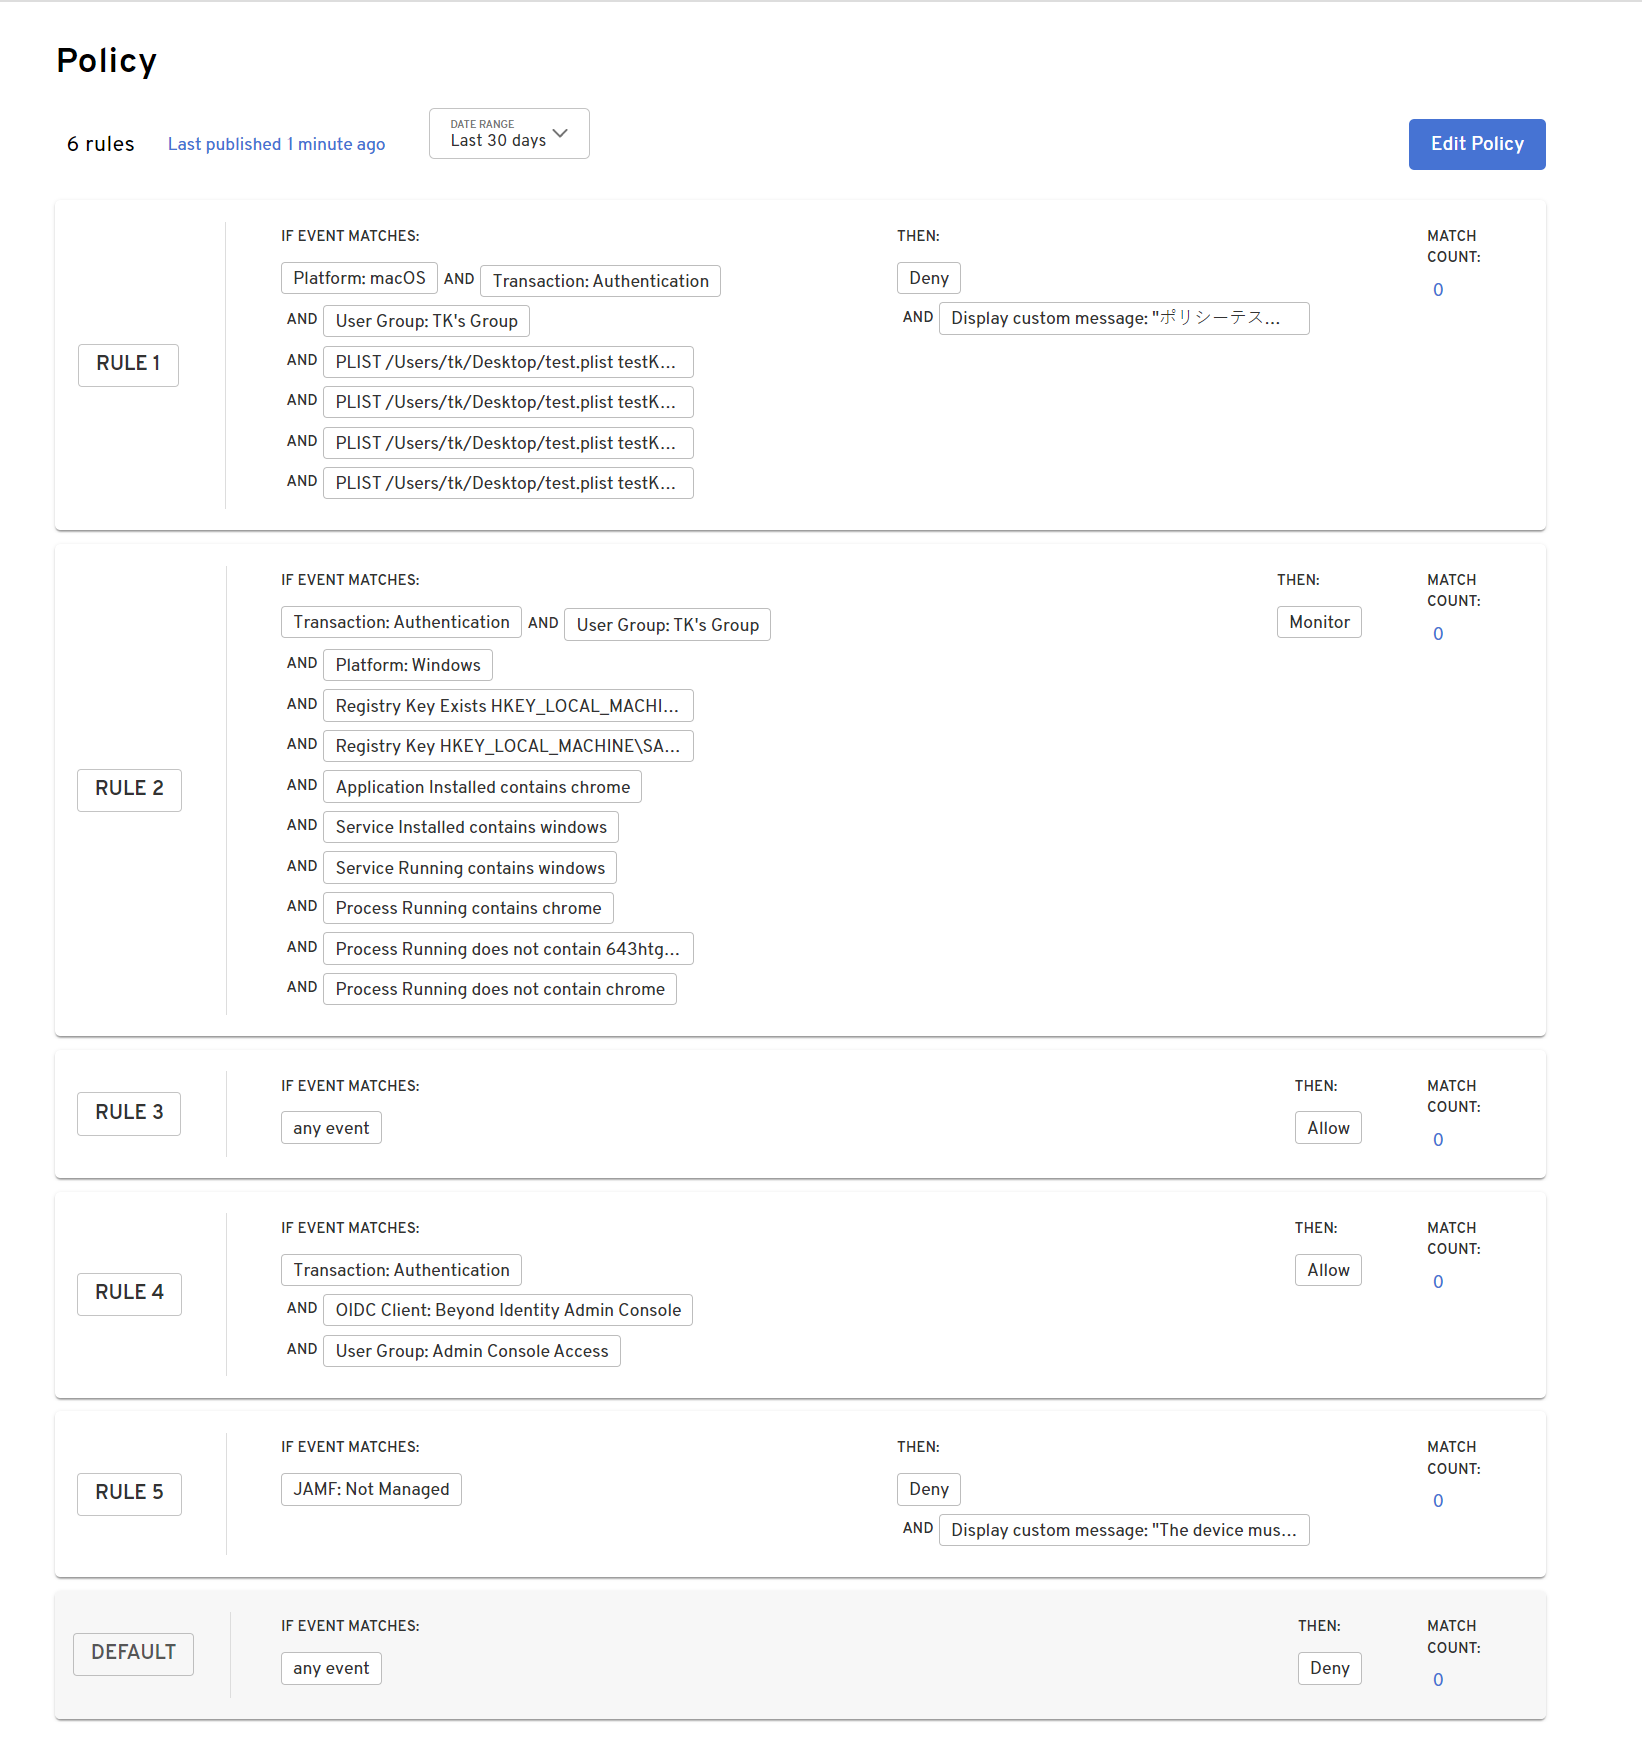 Policy
6 rules
Last published 1 minute ago
DATE RANGE
Last 30 days
Edit Policy
RULE 1
IF EVENT MATCHES:
Platform: macOS AND Transaction: Authentication
AND User Group: TK's Group
AND PLIST /Users/tk/Desktop/test.plist testK...
AND PLIST /Users/tk/Desktop/test.plist testK...
AND PLIST /Users/tk/Desktop/test.plist testK...
AND PLIST /Users/tk/Desktop/test.plist testK...
THEN:
Deny
AND Display custom message: "ポリシーテス...
MATCH
COUNT:
0
RULE 2
IF EVENT MATCHES:
Transaction: Authentication AND User Group: TK's Group
AND Platform: Windows
AND Registry Key Exists HKEY_LOCAL_MACHI...
AND Registry Key HKEY_LOCAL_MACHINE\SA...
AND Application Installed contains chrome
AND Service Installed contains windows
AND Service Running contains windows
AND Process Running contains chrome
AND Process Running does not contain 643htg...
AND Process Running does not contain chrome
THEN:
Monitor
MATCH
COUNT:
0
RULE 3
IF EVENT MATCHES:
any event
THEN:
Allow
MATCH
COUNT:
0
RULE 4
IF EVENT MATCHES:
Transaction: Authentication
AND OIDC Client: Beyond Identity Admin Console
AND User Group: Admin Console Access
THEN:
Allow
MATCH
COUNT:
0
RULE 5
IF EVENT MATCHES:
JAMF: Not Managed
THEN:
Deny
AND Display custom message: "The device mus...
MATCH
COUNT:
0
DEFAULT
IF EVENT MATCHES:
any event
THEN:
Deny
MATCH
COUNT:
0